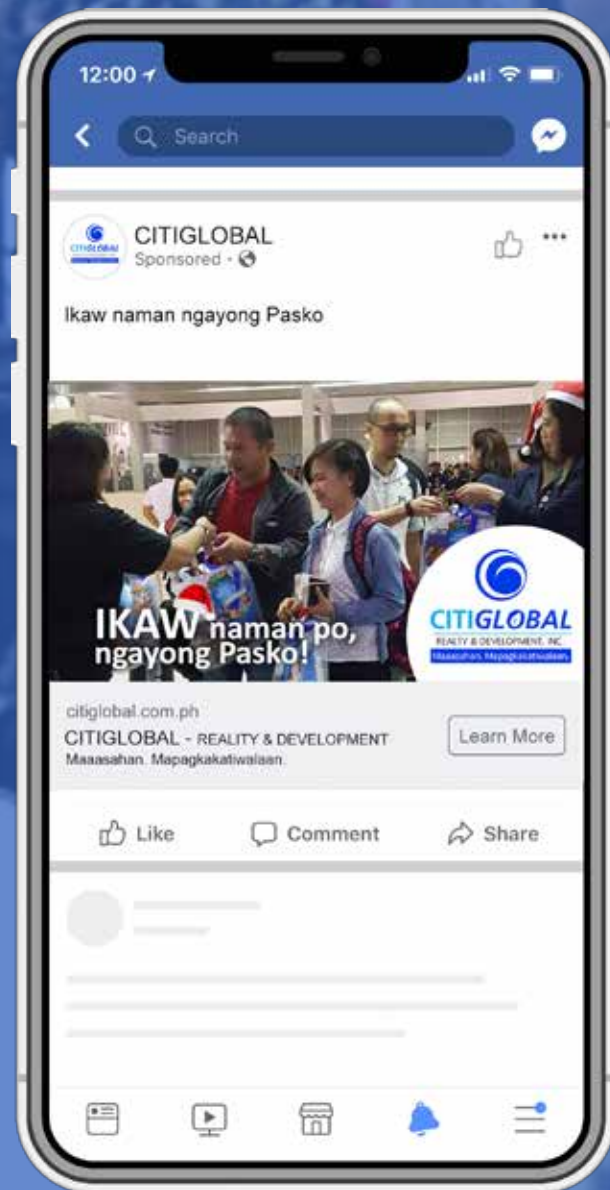 12:00
Search
CITIGLOBAL
CITIGLOBAL
Sponsored -
Ikaw naman ngayong Pasko
IKAW naman po,
ngayong Pasko!
CITIGLOBAL
REALTY & DEVELOPMENT, INC.
Maaasahan. Mapagkakatiwalaan.
citiglobal.com.ph
CITIGLOBAL - REALITY & DEVELOPMENT
Maaasahan. Mapagkakatiwalaan.
Learn More
Like
Comment
Share